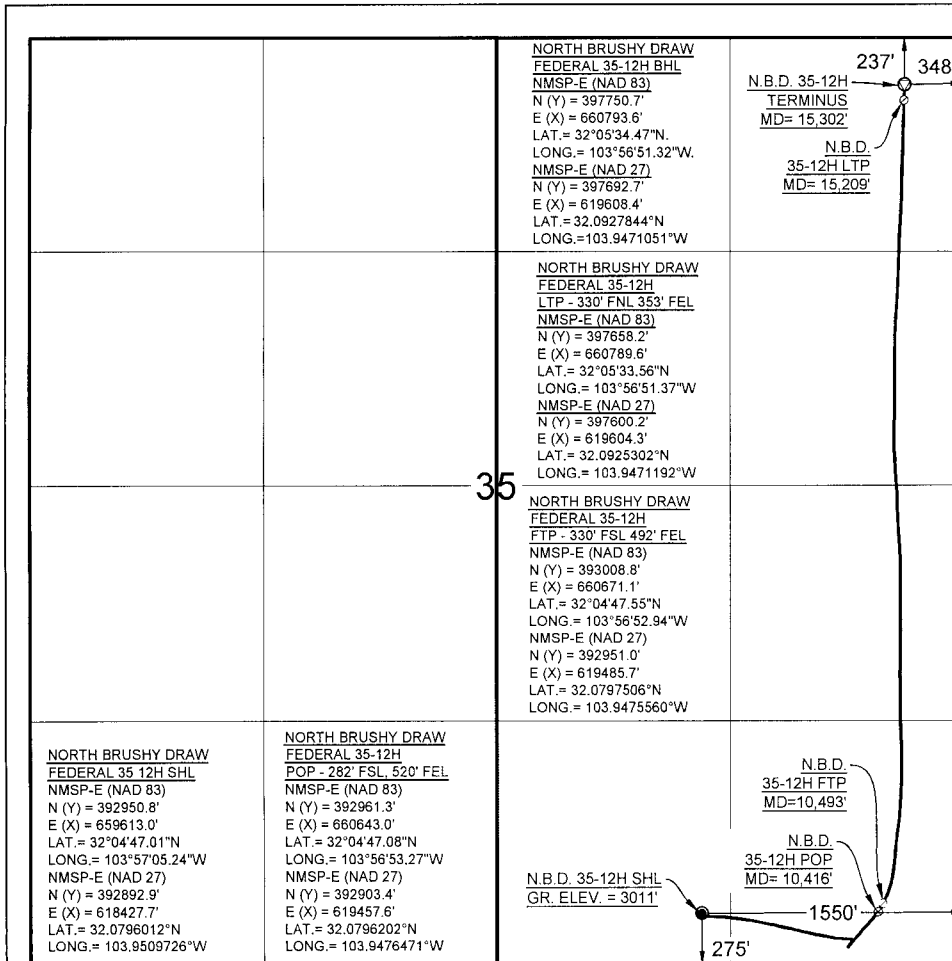 NORTH BRUSHY DRAW
FEDERAL 35-12H BHL
NMSP-E (NAD 83)
N (Y) = 397750.7'
E (X) = 660793.6'
LAT.= 32°05'34.47"N.
LONG.= 103°56'51.32"W.
NMSP-E (NAD 27)
N (Y) = 397692.7'
E (X) = 619608.4'
LAT.= 32.0927844°N
LONG.=103.9471051°W
237'
348
N.B.D. 35-12H
TERMINUS
MD= 15,302'
N.B.D.
35-12H LTP
MD= 15,209'
NORTH BRUSHY DRAW
FEDERAL 35-12H
LTP - 330' FNL 353' FEL
NMSP-E (NAD 83)
N (Y) = 397658.2'
E (X) = 660789.6'
LAT.= 32°05'33.56"N
LONG.= 103°56'51.37"W
NMSP-E (NAD 27)
N (Y) = 397600.2'
E (X) = 619604.3'
LAT.= 32.0925302°N
LONG.= 103.9471192°W
35
NORTH BRUSHY DRAW
FEDERAL 35-12H
FTP - 330' FSL 492' FEL
NMSP-E (NAD 83)
N (Y) = 393008.8'
E (X) = 660671.1'
LAT.= 32°04'47.55"N
LONG.= 103°56'52.94"W
NMSP-E (NAD 27)
N (Y) = 392951.0'
E (X) = 619485.7'
LAT.= 32.0797506°N
LONG.= 103.9475560°W
NORTH BRUSHY DRAW
FEDERAL 35 12H SHL
NMSP-E (NAD 83)
N (Y) = 392950.8'
E (X) = 659613.0'
LAT.= 32°04'47.01"N
LONG.= 103°57'05.24"W
NMSP-E (NAD 27)
N (Y) = 392892.9'
E (X) = 618427.7'
LAT.= 32.0796012°N
LONG.= 103.9509726°W
NORTH BRUSHY DRAW
FEDERAL 35-12H
POP - 282' FSL, 520' FEL
NMSP-E (NAD 83)
N (Y) = 392961.3'
E (X) = 660643.0'
LAT.= 32°04'47.08"N
LONG.= 103°56'53.27"W
NMSP-E (NAD 27)
N (Y) = 392903.4'
E (X) = 619457.6'
LAT.= 32.0796202°N
LONG.= 103.9476471°W
N.B.D.
35-12H FTP
MD=10,493'
N.B.D.
35-12H POP
MD= 10,416'
N.B.D. 35-12H SHL
GR. ELEV. = 3011'
1550'
275'